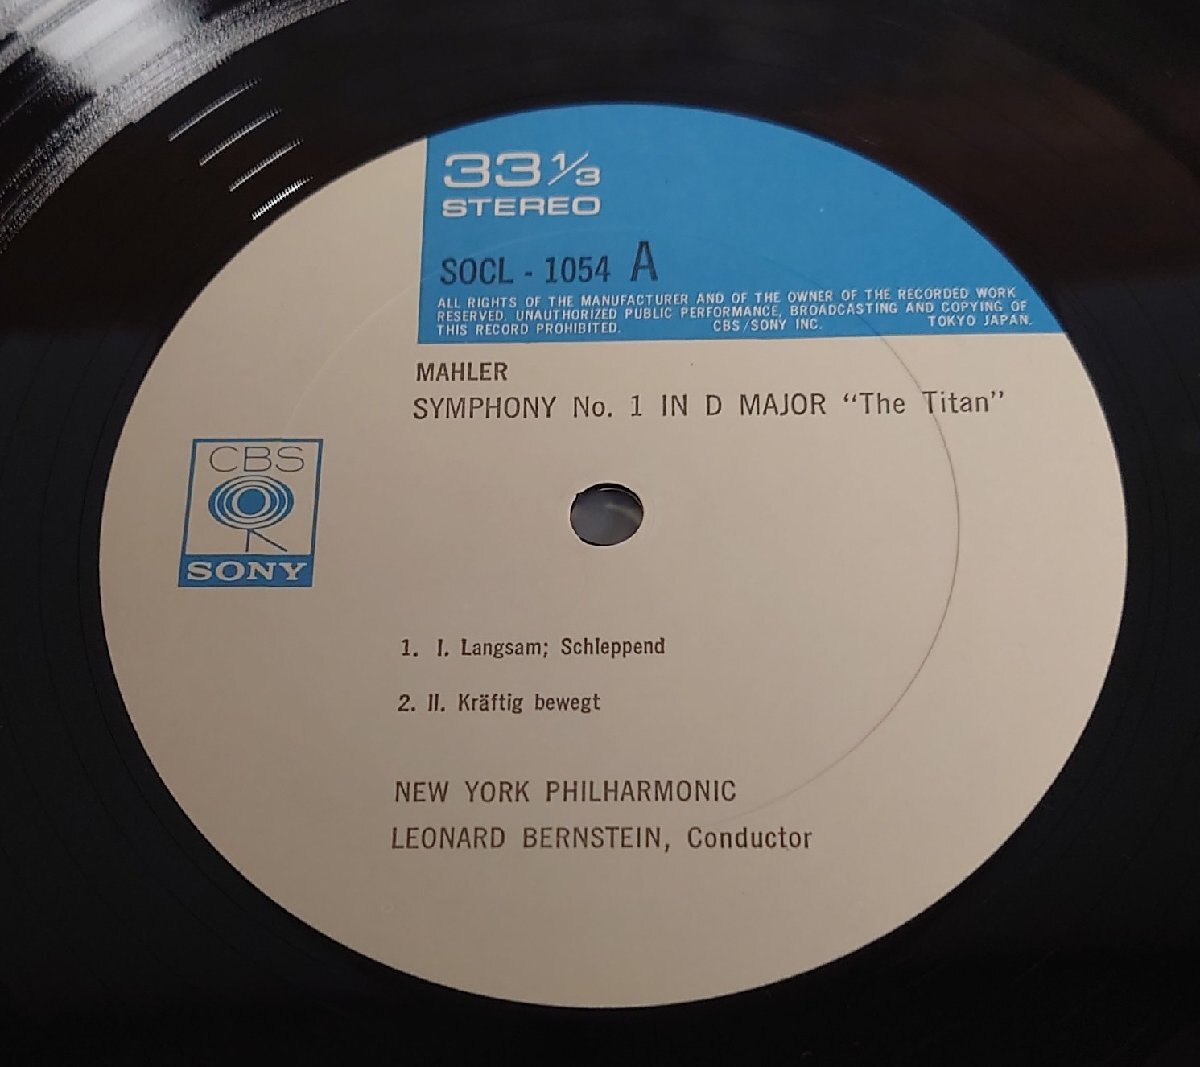 33 1/3
STEREO
SOCL - 1054 A
ALL RIGHTS OF THE MANUFACTURER AND OF THE OWNER OF THE RECORDED WORK
RESERVED. UNAUTHORIZED PUBLIC PERFORMANCE, BROADCASTING AND COPYING OF
THIS RECORD PROHIBITED. CBS/SONY INC. TOKYO JAPAN.
MAHLER
SYMPHONY No. 1 IN D MAJOR “The Titan”
CBS
SONY
1. I. Langsam; Schleppend
2. II. Kräftig bewegt
NEW YORK PHILHARMONIC
LEONARD BERNSTEIN, Conductor